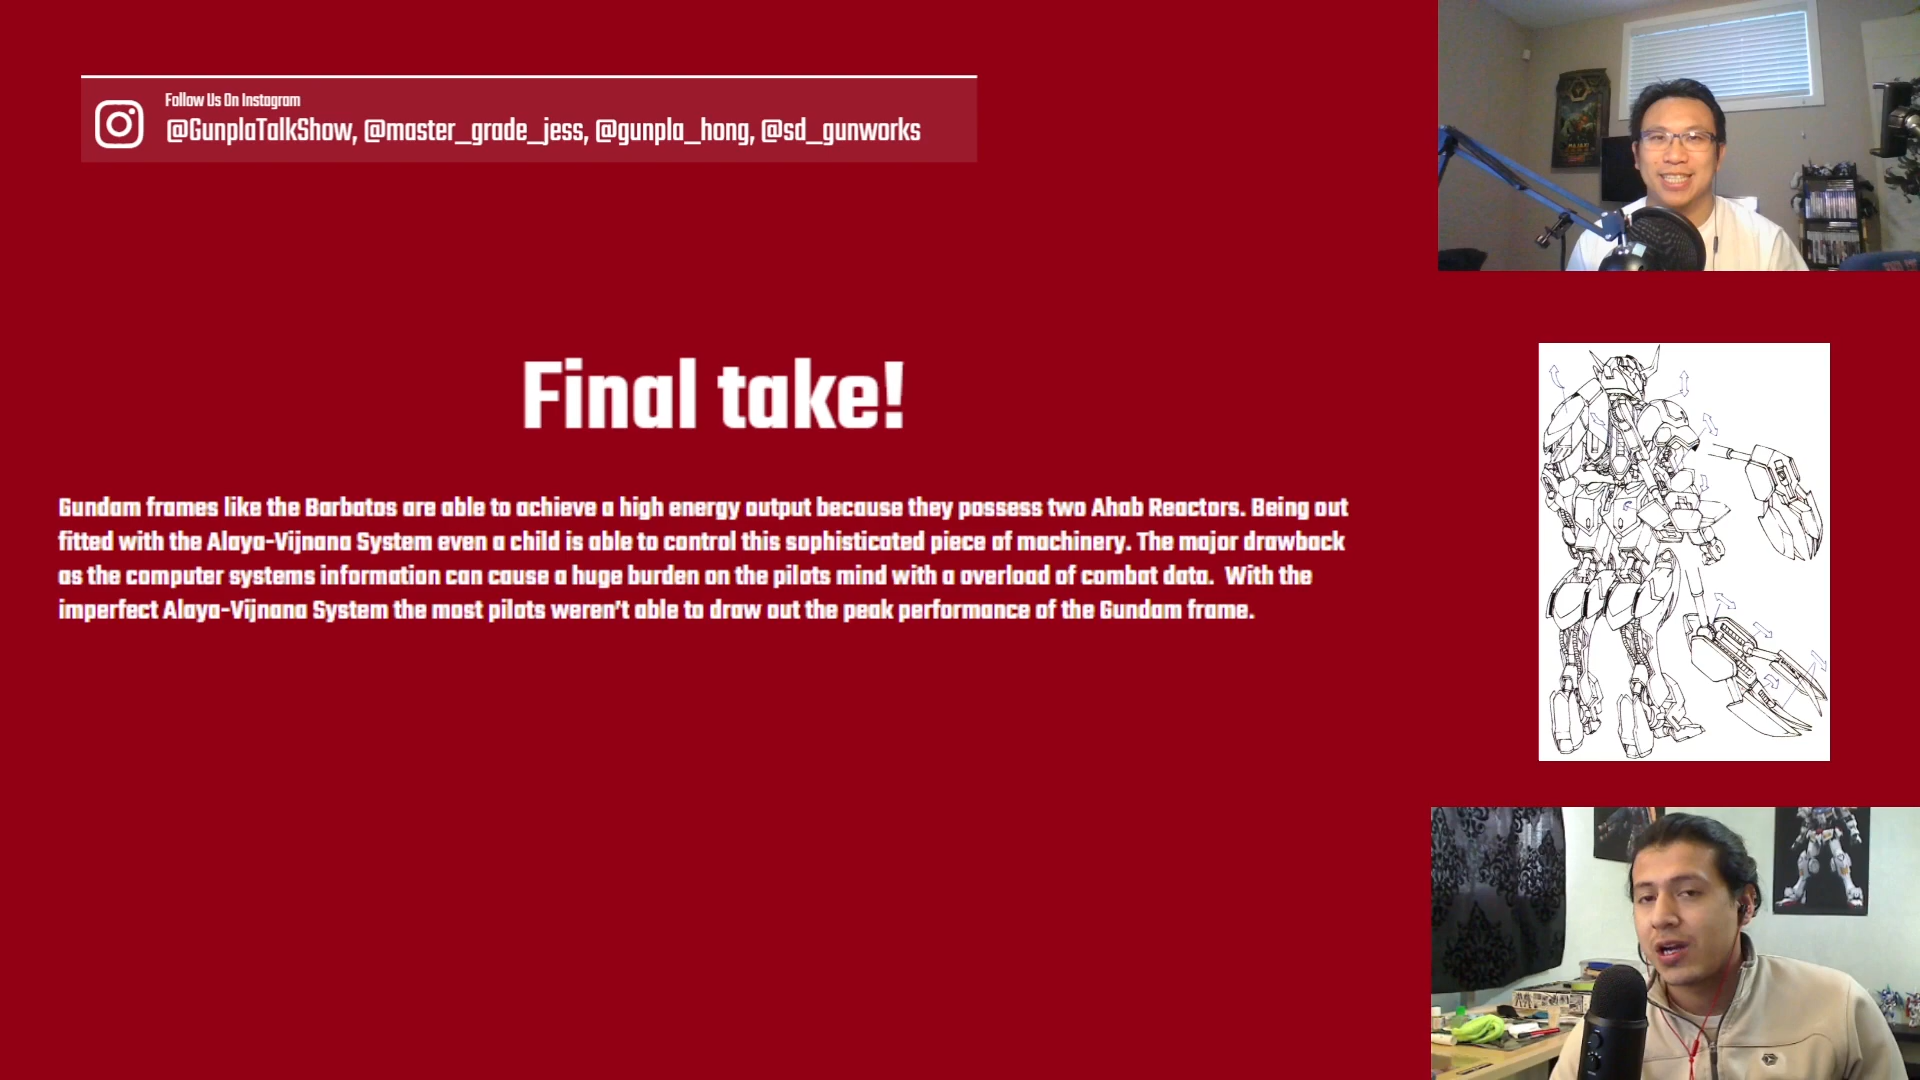 Follow Us On Instagram
@GunplaTalkShow, @master_grade_jess, @gunpla_hong, @sd_gunworks
Final take!
Gundam frames like the Barbatos are able to achieve a high energy output because they possess two Ahab Reactors. Being out
fitted with the Alaya-Vijnana System even a child is able to control this sophisticated piece of machinery. The major drawback
as the computer systems information can cause a huge burden on the pilots mind with a overload of combat data. With the
imperfect Alaya-Vijnana System the most pilots weren't able to draw out the peak performance of the Gundam frame.